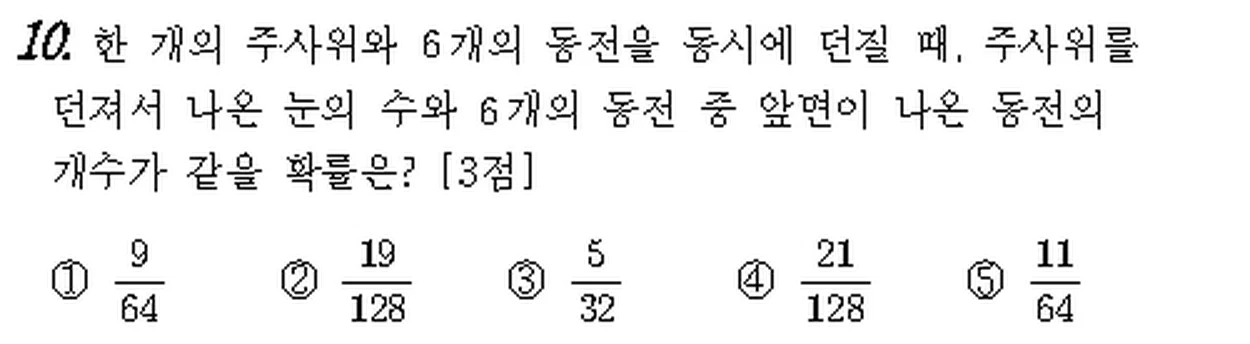 10. 한 개의 주사위와 6개의 동전을 동시에 던질 때, 주사위를
던져서 나온 눈의 수와 6개의 동전 중 앞면이 나온 동전의
개수가 같을 확률은? [3점]
① 9/64 ② 19/128 ③ 5/32 ④ 21/128 ⑤ 11/64